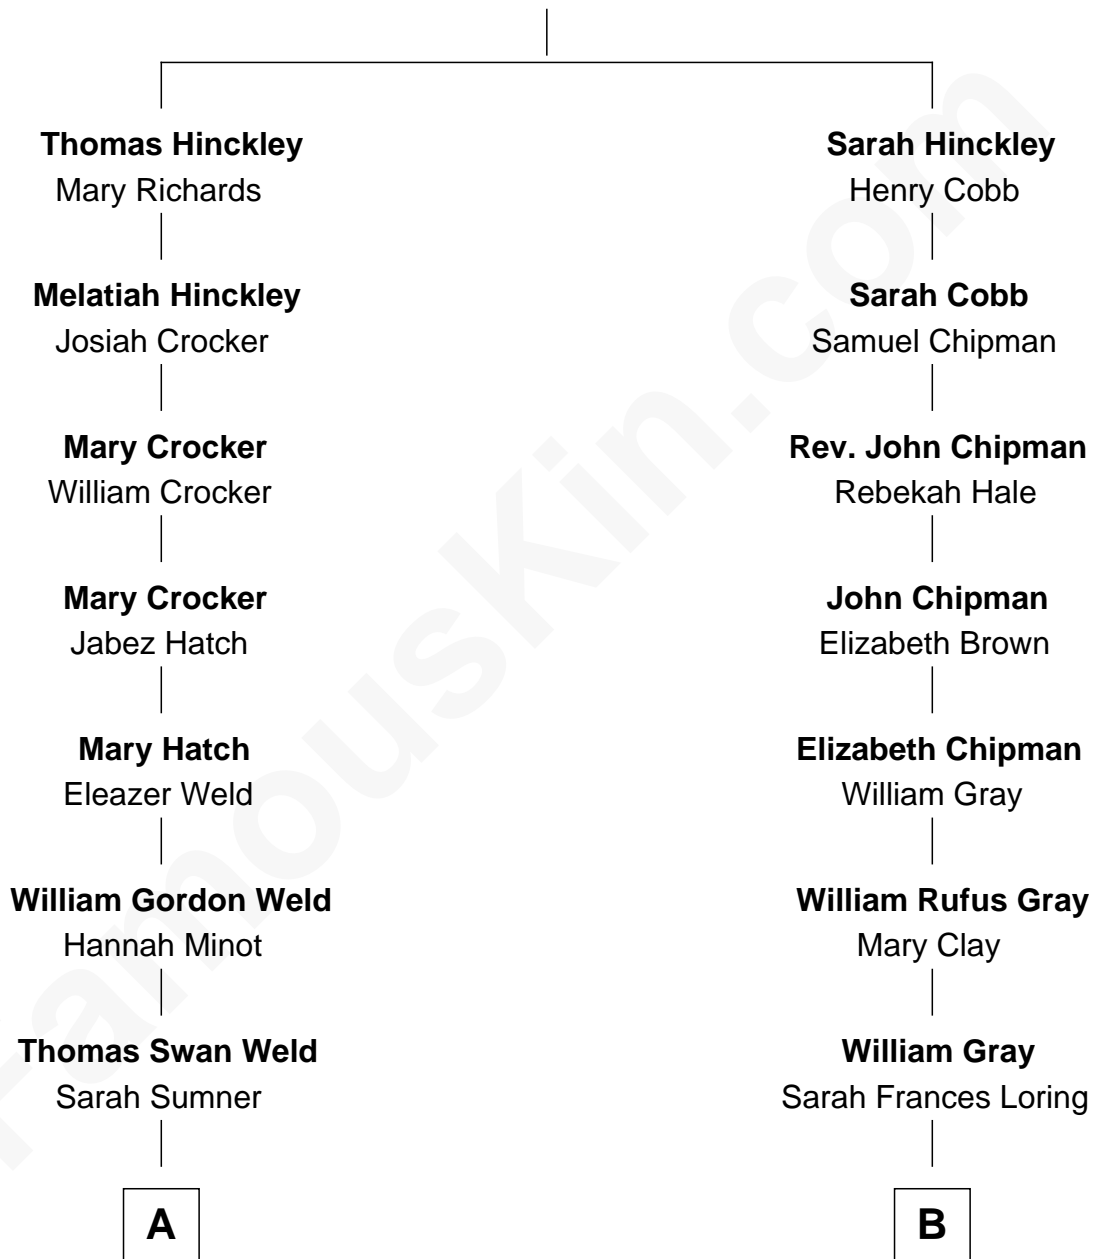 Thomas Hinckley
Mary Richards
Sarah Hinckley
Henry Cobb
Melatiah Hinckley
Josiah Crocker
Sarah Cobb
Samuel Chipman
Mary Crocker
William Crocker
Rev. John Chipman
Rebekah Hale
Mary Crocker
Jabez Hatch
John Chipman
Elizabeth Brown
Mary Hatch
Eleazer Weld
Elizabeth Chipman
William Gray
William Gordon Weld
Hannah Minot
William Rufus Gray
Mary Clay
Thomas Swan Weld
Sarah Sumner
William Gray
Sarah Frances Loring
A
B
FamousKin.com